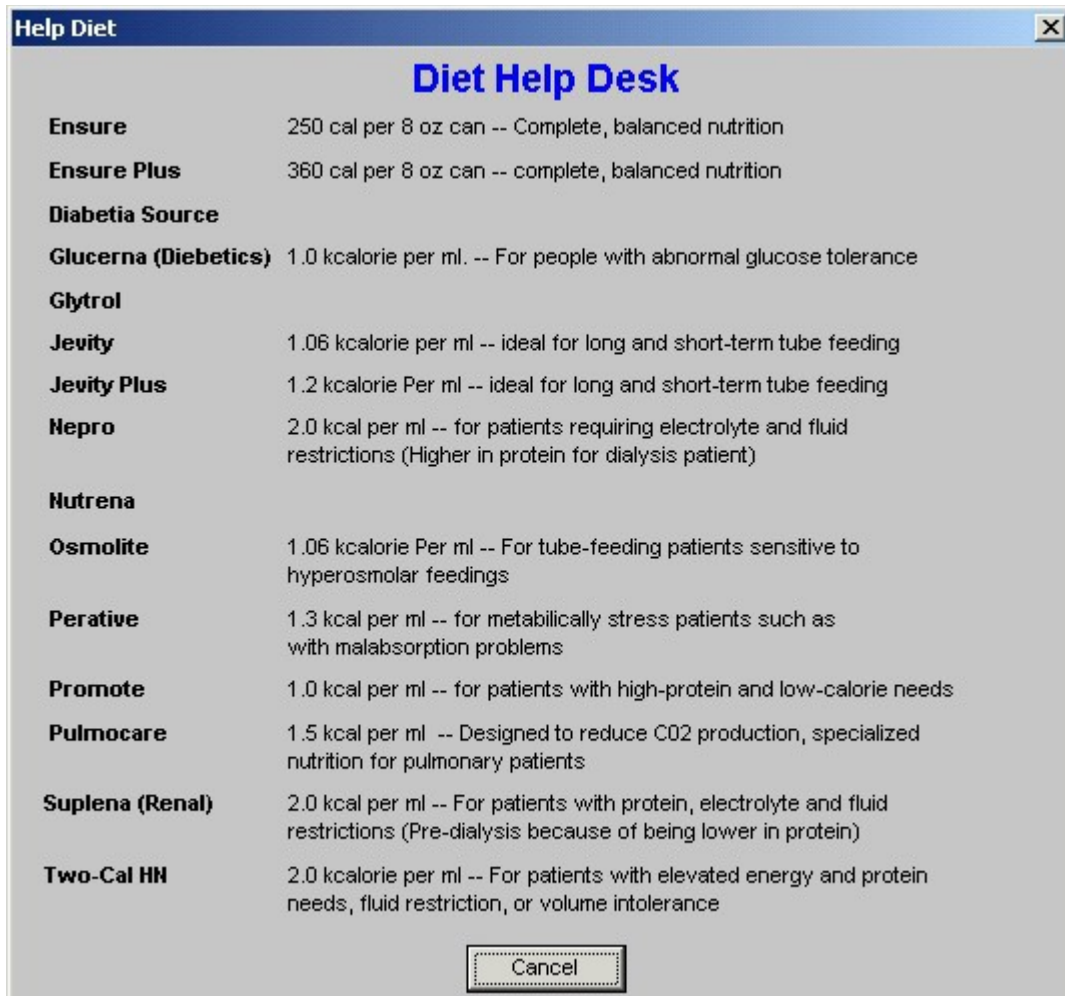 Help Diet
Diet Help Desk
Ensure 250 cal per 8 oz can -- Complete, balanced nutrition
Ensure Plus 360 cal per 8 oz can -- complete, balanced nutrition
Diabetia Source
Glucerna (Diebetics) 1.0 kcalorie per ml. -- For people with abnormal glucose tolerance
Glytrol
Jevity 1.06 kcalorie per ml -- ideal for long and short-term tube feeding
Jevity Plus 1.2 kcalorie Per ml -- ideal for long and short-term tube feeding
Nepro 2.0 kcal per ml -- for patients requiring electrolyte and fluid
restrictions (Higher in protein for dialysis patient)
Nutrena
Osmolite 1.06 kcalorie Per ml -- For tube-feeding patients sensitive to
hyperosmolar feedings
Perative 1.3 kcal per ml -- for metabilically stress patients such as
with malabsorption problems
Promote 1.0 kcal per ml -- for patients with high-protein and low-calorie needs
Pulmocare 1.5 kcal per ml -- Designed to reduce C02 production, specialized
nutrition for pulmonary patients
Suplena (Renal) 2.0 kcal per ml -- For patients with protein, electrolyte and fluid
restrictions (Pre-dialysis because of being lower in protein)
Two-Cal HN 2.0 kcalorie per ml -- For patients with elevated energy and protein
needs, fluid restriction, or volume intolerance
Cancel